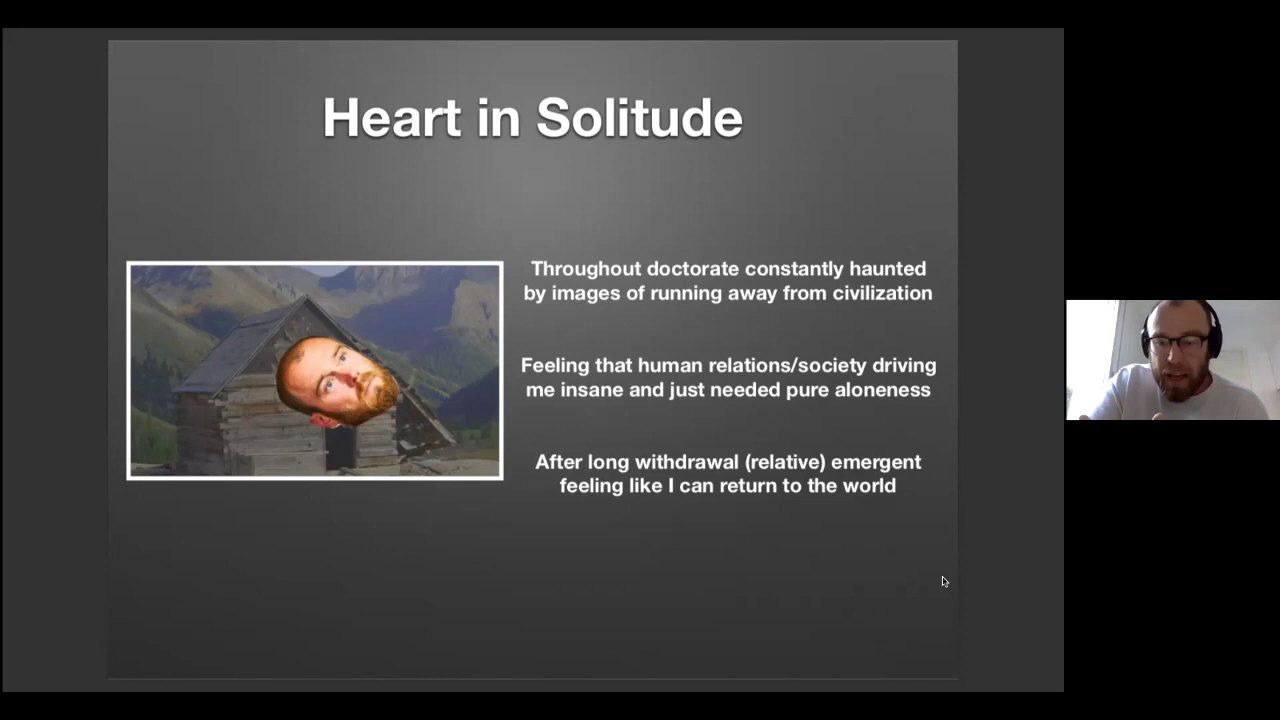 Heart in Solitude
Throughout doctorate constantly haunted
by images of running away from civilization
Feeling that human relations/society driving
me insane and just needed pure aloneness
After long withdrawal (relative) emergent
feeling like I can return to the world